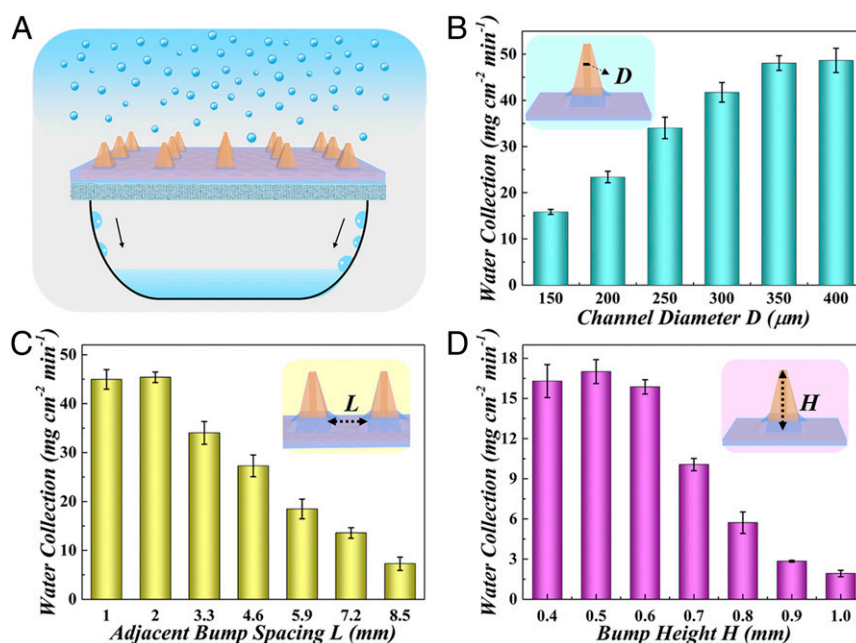 A
B
Water Collection (mg cm⁻² min⁻¹)
50
40
30
20
10
0
D
150 200 250 300 350 400
Channel Diameter D (μm)
C
Water Collection (mg cm⁻² min⁻¹)
50
40
30
20
10
0
L
1 2 3.3 4.6 5.9 7.2 8.5
Adjacent Bump Spacing L (mm)
D
Water Collection (mg cm⁻² min⁻¹)
18
15
12
9
6
3
0
H
0.4 0.5 0.6 0.7 0.8 0.9 1.0
Bump Height H (mm)